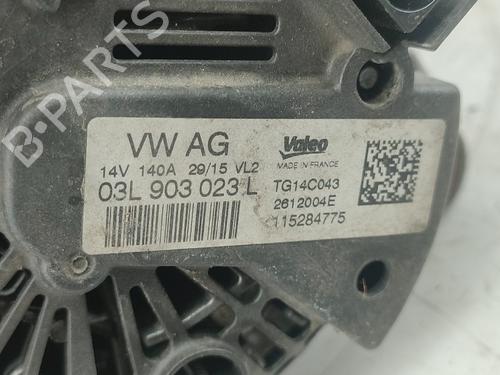 B-PARTS
VW AG
14V 140A 29/15 VL2
03L 903 023 L
Valeo
MADE IN FRANCE
TG14C043
2612004E
115284775